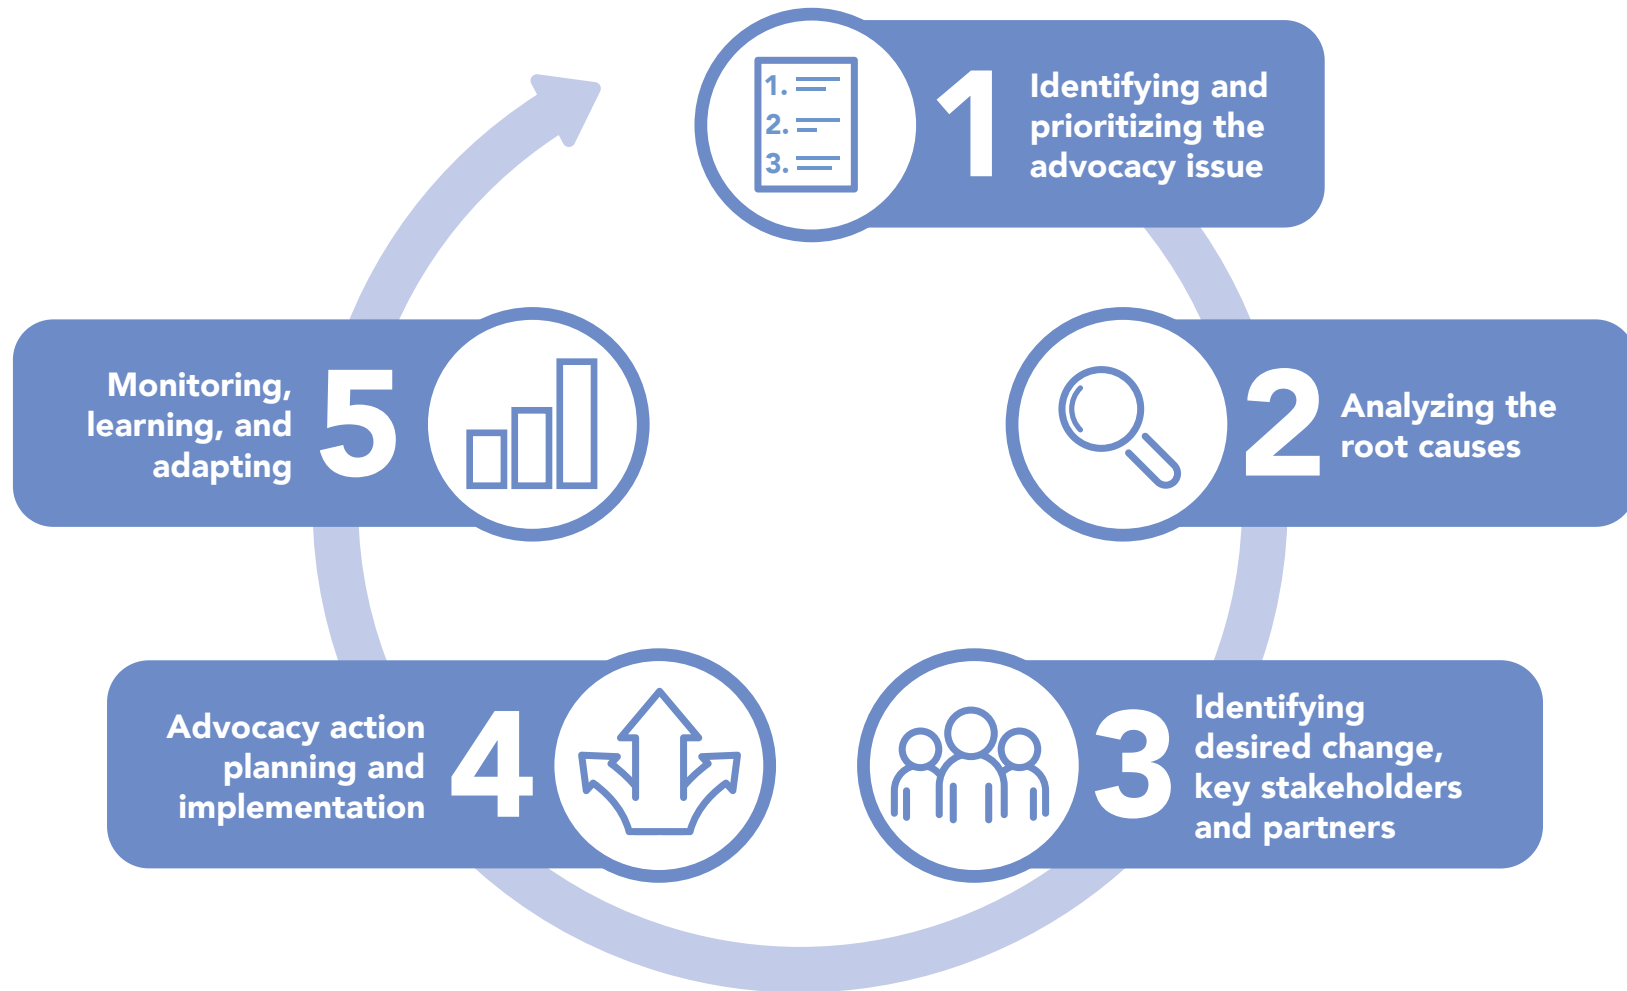 1.
2.
3.
1
Identifying and
prioritizing the
advocacy issue
2
Analyzing the
root causes
3
Identifying
desired change,
key stakeholders
and partners
4
Advocacy action
planning and
implementation
5
Monitoring,
learning, and
adapting